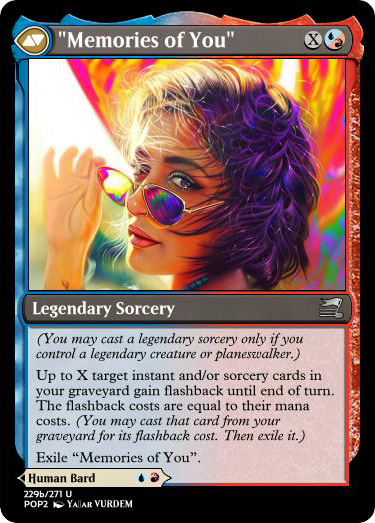 "Memories of You"
X
Legendary Sorcery
(You may cast a legendary sorcery only if you
control a legendary creature or planeswalker.)
Up to X target instant and/or sorcery cards in
your graveyard gain flashback until end of turn.
The flashback costs are equal to their mana
costs. (You may cast that card from your
graveyard for its flashback cost. Then exile it.)
Exile “Memories of You”.
Human Bard
229b/271 U
POP2 Ya⍰ar VURDEM